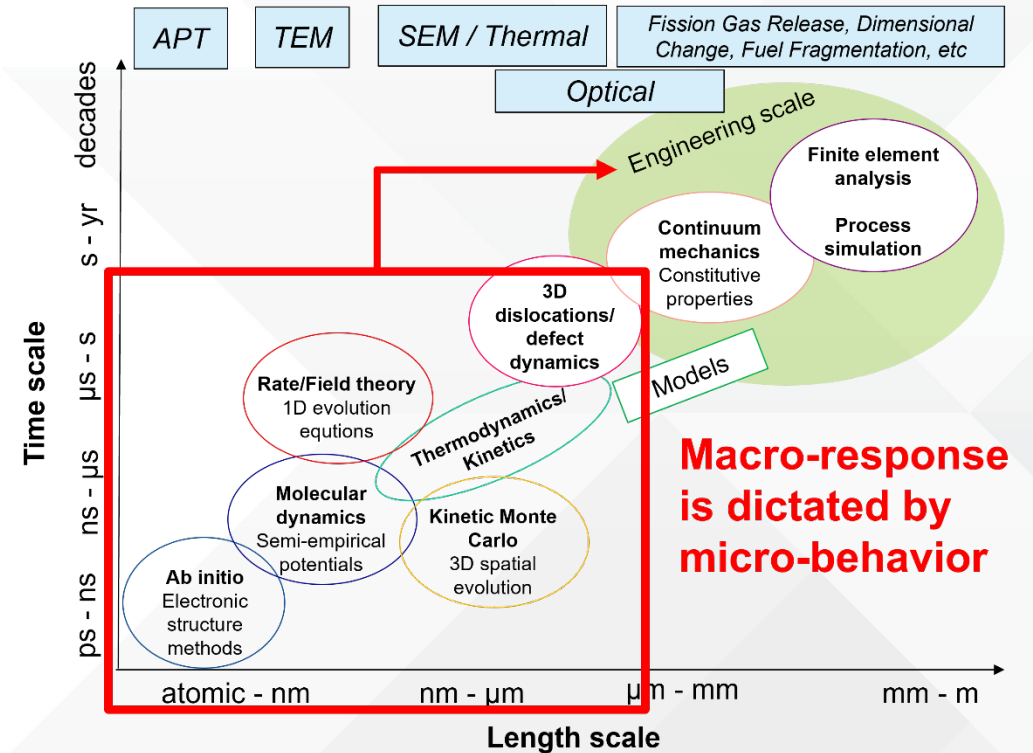 APT
TEM
SEM / Thermal
Fission Gas Release, Dimensional
Change, Fuel Fragmentation, etc
Optical
decades
s - yr
µs - s
ns - µs
ps - ns
Time scale
Engineering scale
Finite element
analysis
Process
simulation
Continuum
mechanics
Constitutive
properties
3D
dislocations/
defect
dynamics
Models
Rate/Field theory
1D evolution
equtions
Thermodynamics/
Kinetics
Molecular
dynamics
Semi-empirical
potentials
Kinetic Monte
Carlo
3D spatial
evolution
Ab initio
Electronic
structure
methods
Macro-response
is dictated by
micro-behavior
atomic - nm
nm - µm
µm - mm
mm - m
Length scale